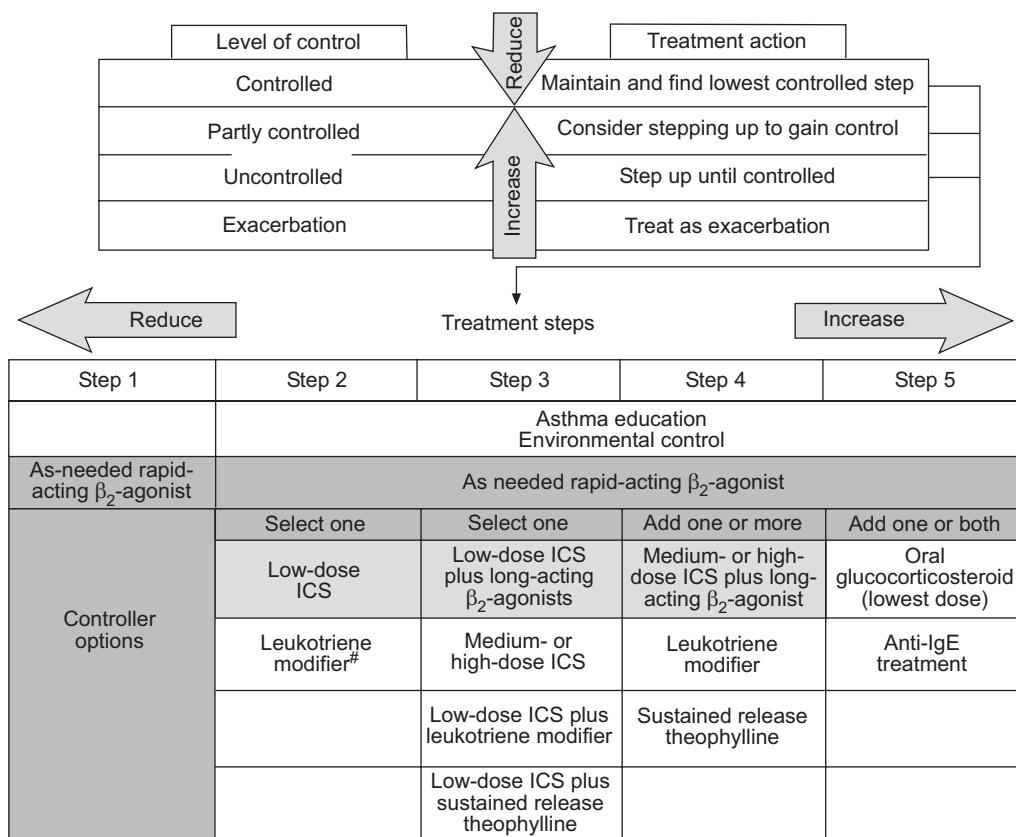 Level of control
Reduce
Treatment action
Controlled
Maintain and find lowest controlled step
Partly controlled
Consider stepping up to gain control
Uncontrolled
Increase
Step up until controlled
Exacerbation
Treat as exacerbation
Reduce
Treatment steps
Increase
Step 1
Step 2
Step 3
Step 4
Step 5
Asthma education
Environmental control
As-needed rapid-
acting β₂-agonist
As needed rapid-acting β₂-agonist
Controller
options
Select one
Select one
Add one or more
Add one or both
Low-dose
ICS
Low-dose ICS
plus long-acting
β₂-agonists
Medium- or high-
dose ICS plus long-
acting β₂-agonist
Oral
glucocorticosteroid
(lowest dose)
Leukotriene
modifier#
Medium- or
high-dose ICS
Leukotriene
modifier
Anti-IgE
treatment
Low-dose ICS plus
leukotriene modifier
Sustained release
theophylline
Low-dose ICS plus
sustained release
theophylline